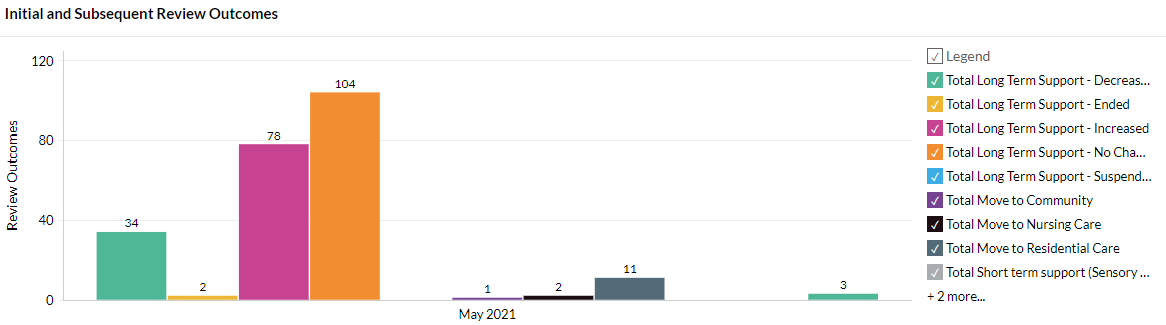 Initial and Subsequent Review Outcomes
120
80
40
0
Review Outcomes
34
2
78
104
1
2
11
3
May 2021
Legend
Total Long Term Support - Decreas...
Total Long Term Support - Ended
Total Long Term Support - Increased
Total Long Term Support - No Cha...
Total Long Term Support - Suspend...
Total Move to Community
Total Move to Nursing Care
Total Move to Residential Care
Total Short term support (Sensory ...
+ 2 more...